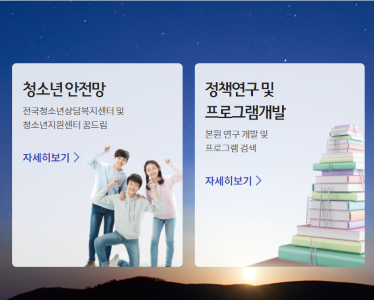 청소년 안전망
전국청소년상담복지센터 및
청소년지원센터 꿈드림
자세히보기 >
정책연구 및
프로그램개발
본원 연구 개발 및
프로그램 검색
자세히보기 >